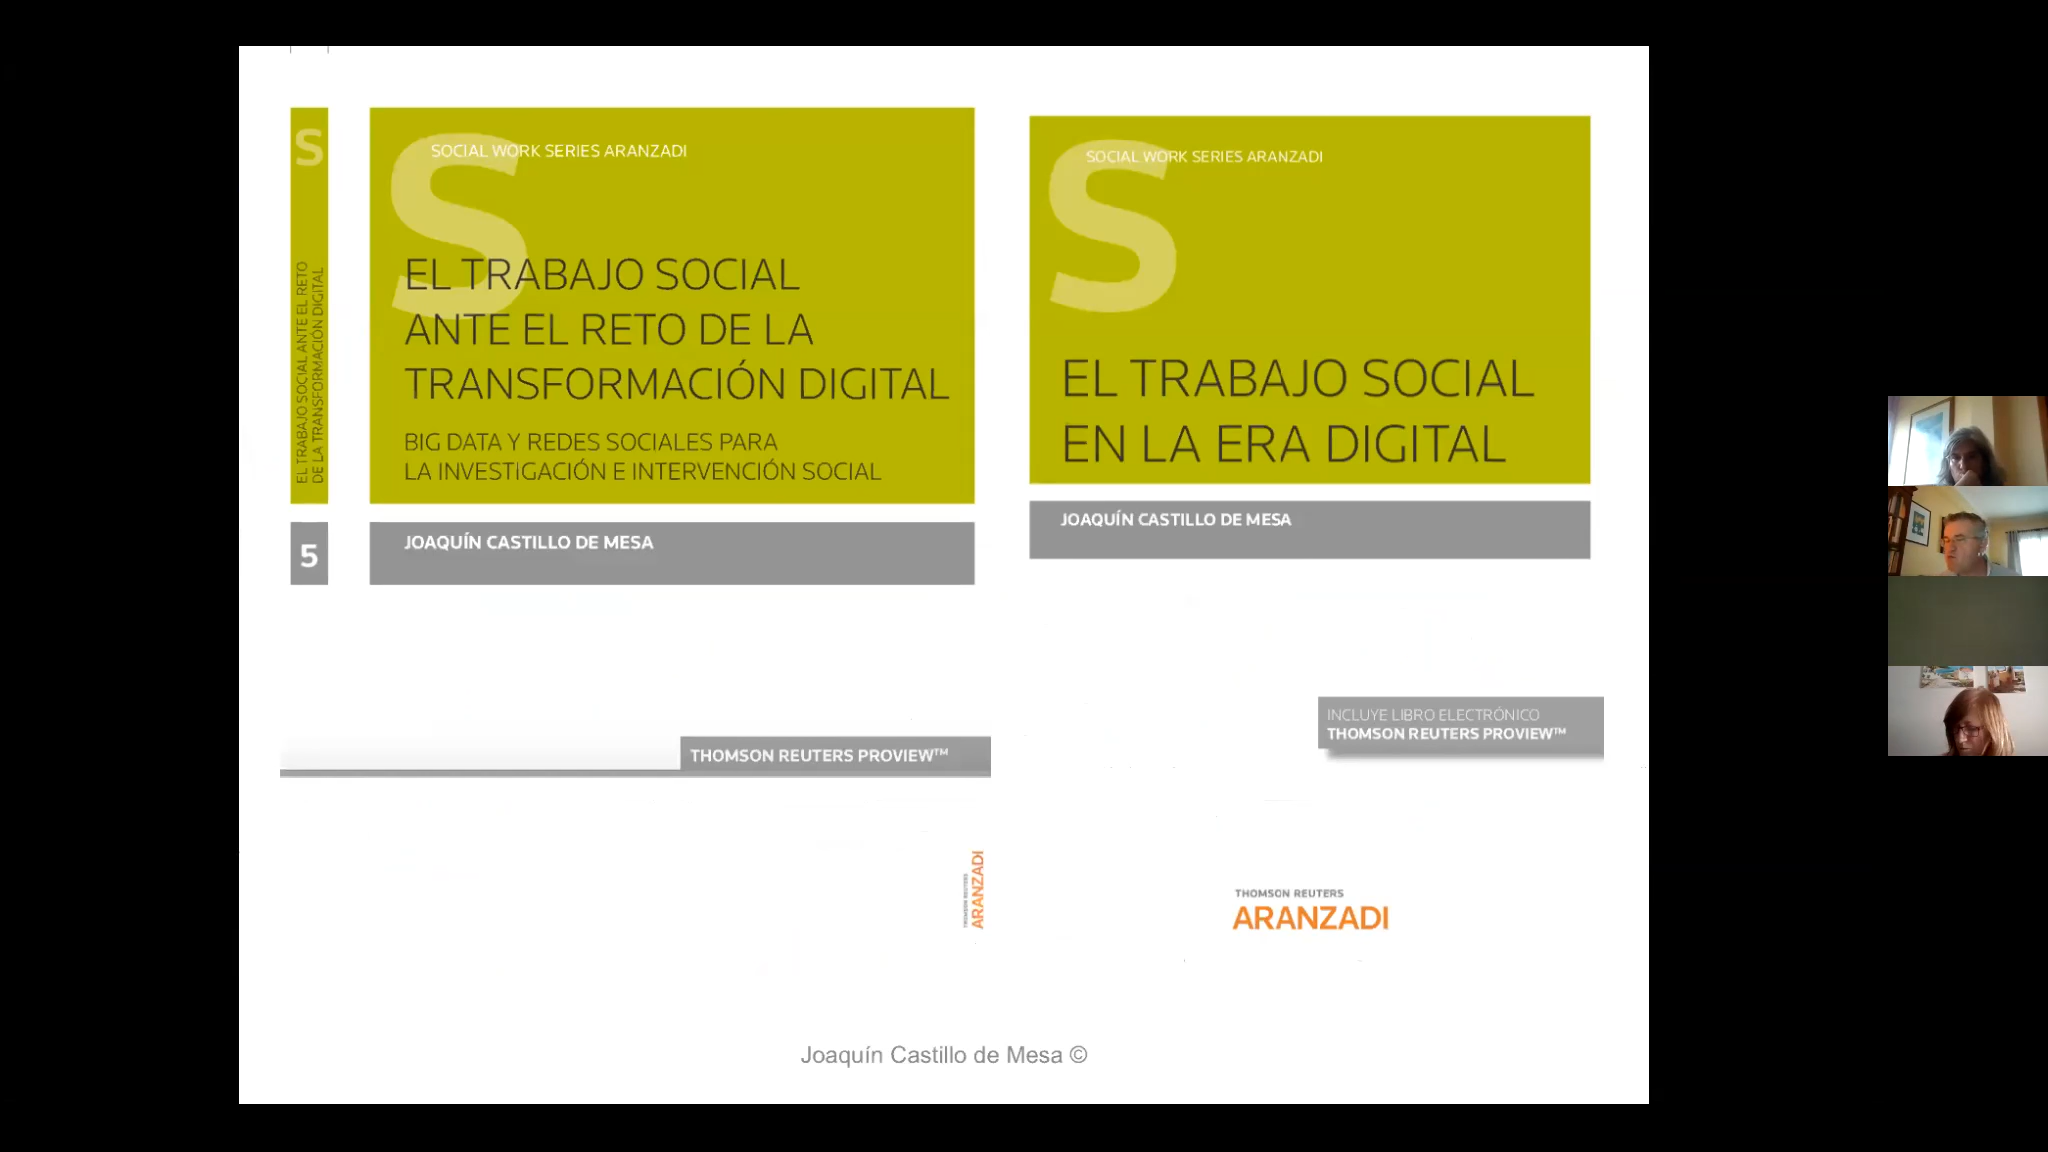 S
EL TRABAJO SOCIAL ANTE EL RETO
DE LA TRANSFORMACIÓN DIGITAL
5
S
SOCIAL WORK SERIES ARANZADI
EL TRABAJO SOCIAL
ANTE EL RETO DE LA
TRANSFORMACIÓN DIGITAL
BIG DATA Y REDES SOCIALES PARA
LA INVESTIGACIÓN E INTERVENCIÓN SOCIAL
JOAQUÍN CASTILLO DE MESA
THOMSON REUTERS PROVIEW™
THOMSON REUTERS
ARANZADI
S
SOCIAL WORK SERIES ARANZADI
EL TRABAJO SOCIAL
EN LA ERA DIGITAL
JOAQUÍN CASTILLO DE MESA
INCLUYE LIBRO ELECTRÓNICO
THOMSON REUTERS PROVIEW™
THOMSON REUTERS
ARANZADI
Joaquín Castillo de Mesa ©